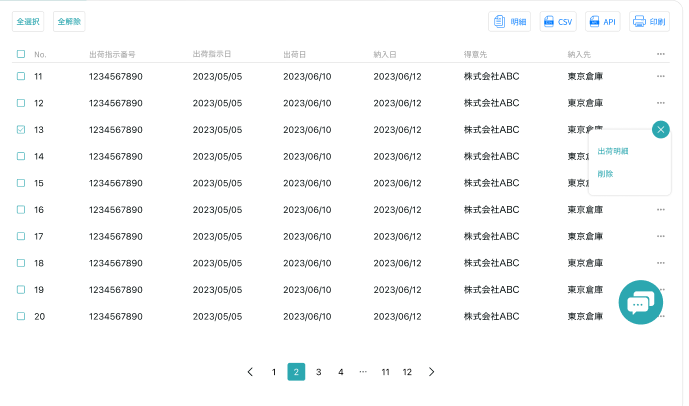 全選択 全解除 明細 CSV API 印刷
No. 出荷指示番号 出荷指示日 出荷日 納入日 得意先 納入先 ···
11 1234567890 2023/05/05 2023/06/10 2023/06/12 株式会社ABC 東京倉庫 ···
12 1234567890 2023/05/05 2023/06/10 2023/06/12 株式会社ABC 東京倉庫 ···
13 1234567890 2023/05/05 2023/06/10 2023/06/12 株式会社ABC 東京倉庫
出荷明細
14 1234567890 2023/05/05 2023/06/10 2023/06/12 株式会社ABC 東京
削除
15 1234567890 2023/05/05 2023/06/10 2023/06/12 株式会社ABC 東京
16 1234567890 2023/05/05 2023/06/10 2023/06/12 株式会社ABC 東京倉庫 ···
17 1234567890 2023/05/05 2023/06/10 2023/06/12 株式会社ABC 東京倉庫 ···
18 1234567890 2023/05/05 2023/06/10 2023/06/12 株式会社ABC 東京倉庫 ···
19 1234567890 2023/05/05 2023/06/10 2023/06/12 株式会社ABC 東京倉庫
20 1234567890 2023/05/05 2023/06/10 2023/06/12 株式会社ABC 東京倉庫 ···
< 1 2 3 4 ··· 11 12 >